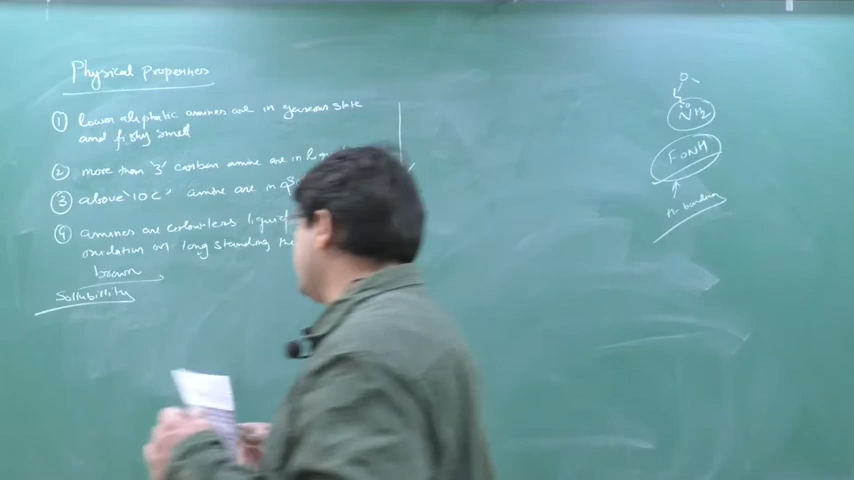 Physical Properties
① lower aliphatic amines are in gaseous state
and fishy smell
② more than '3' carbon amine are in
③ above '10 C' amine are in
④ amines are colourless liquid
oxidation on long standing
brown
Sollubility
O
NH2
FONH
H-bonding